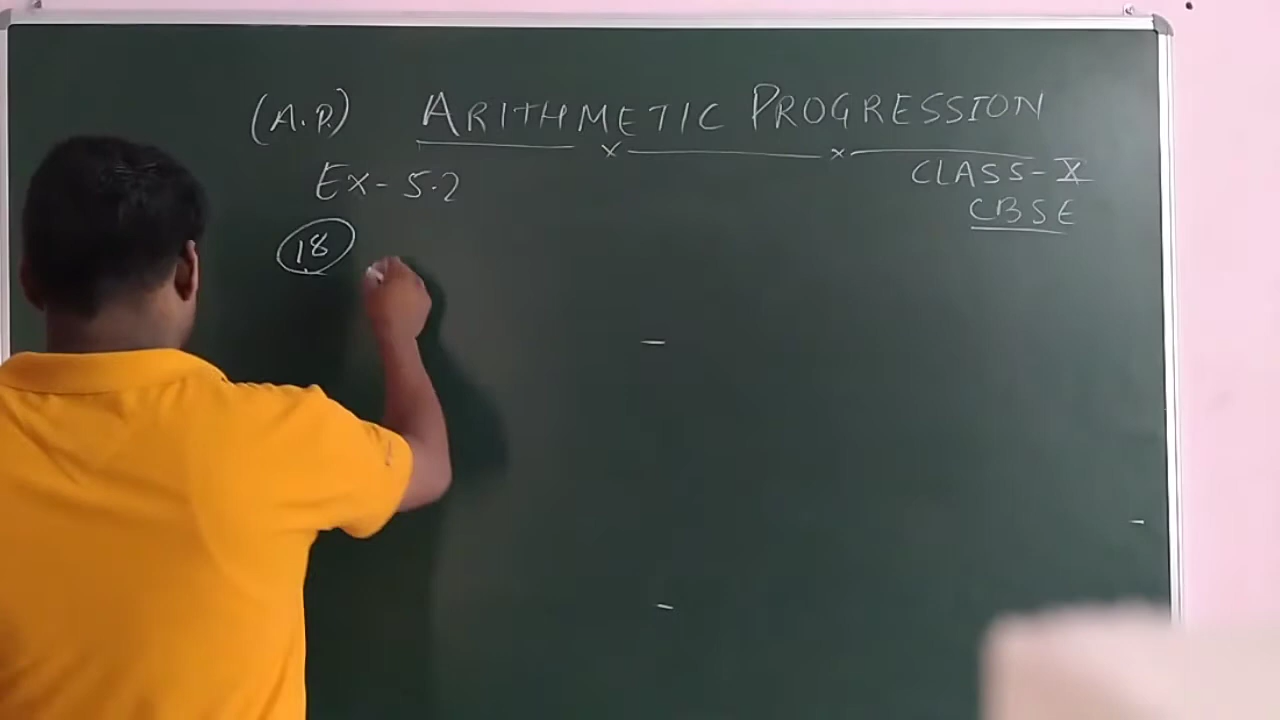 (A.P.) ARITHMETIC PROGRESSION
CLASS-X
Ex-5.2
CBSE
18